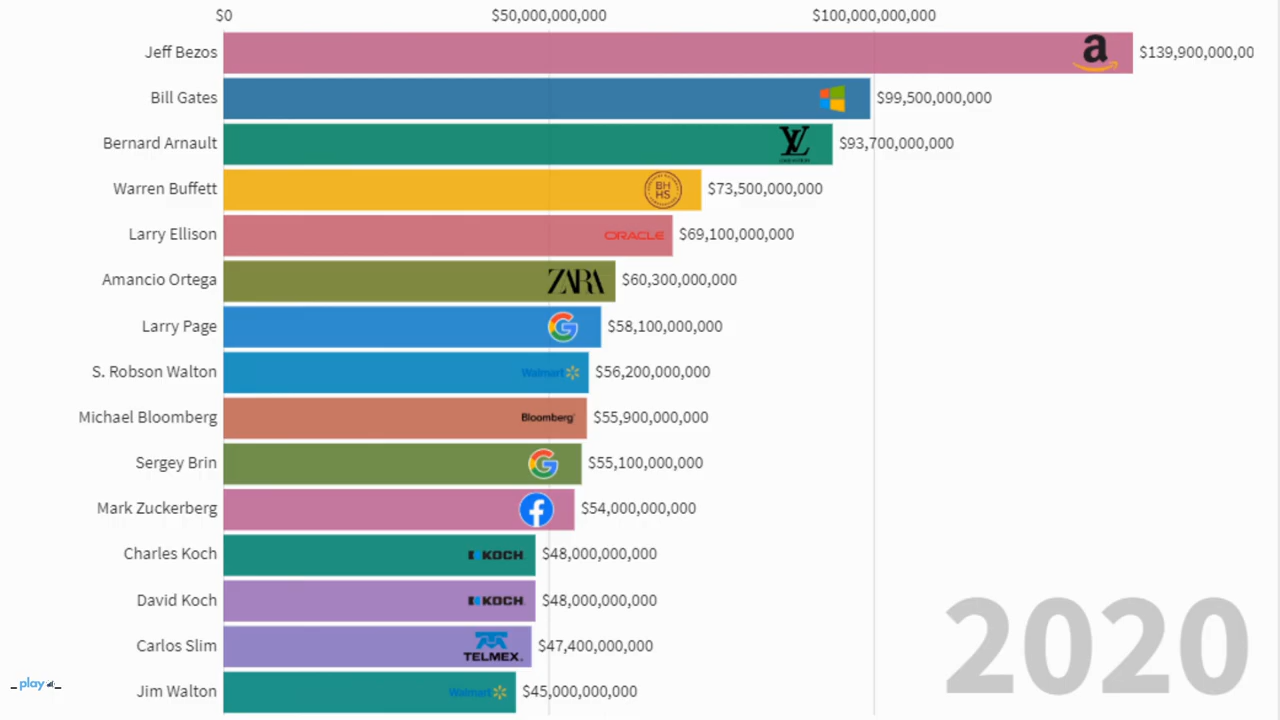 $0 $50,000,000,000 $100,000,000,000
Jeff Bezos a $139,900,000,00
Bill Gates $99,500,000,000
Bernard Arnault LV $93,700,000,000
Warren Buffett BH HS $73,500,000,000
Larry Ellison ORACLE $69,100,000,000
Amancio Ortega ZARA $60,300,000,000
Larry Page G $58,100,000,000
S. Robson Walton Walmart $56,200,000,000
Michael Bloomberg Bloomberg $55,900,000,000
Sergey Brin G $55,100,000,000
Mark Zuckerberg f $54,000,000,000
Charles Koch KOCH $48,000,000,000
David Koch KOCH $48,000,000,000
Carlos Slim TELMEX $47,400,000,000
Jim Walton Walmart $45,000,000,000
2020
_play_